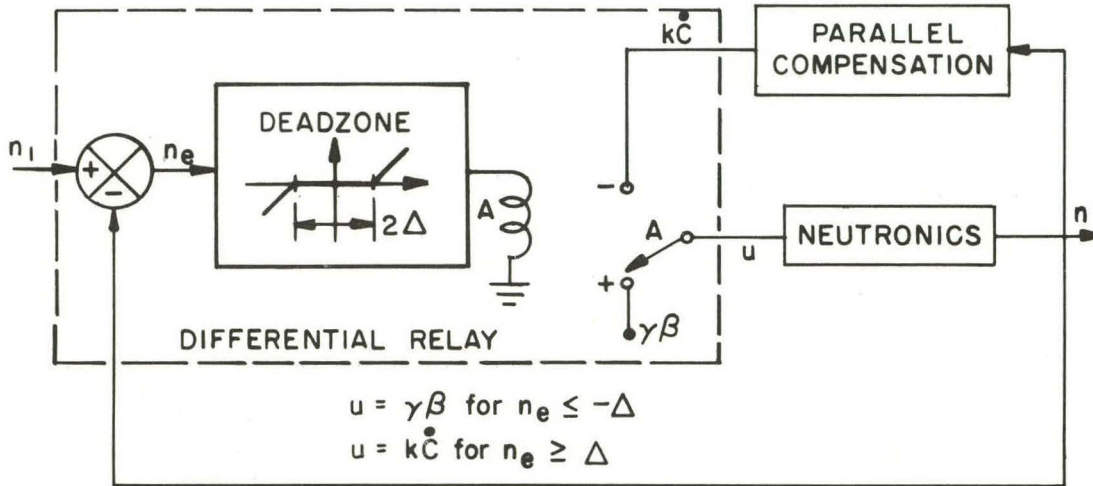 kĊ
PARALLEL
COMPENSATION
DEADZONE
n₁
+
-
nₑ
2Δ
A
-
A
+
u
NEUTRONICS
n
γβ
DIFFERENTIAL RELAY
u = γβ for nₑ ≤ -Δ
u = kĊ for nₑ ≥ Δ